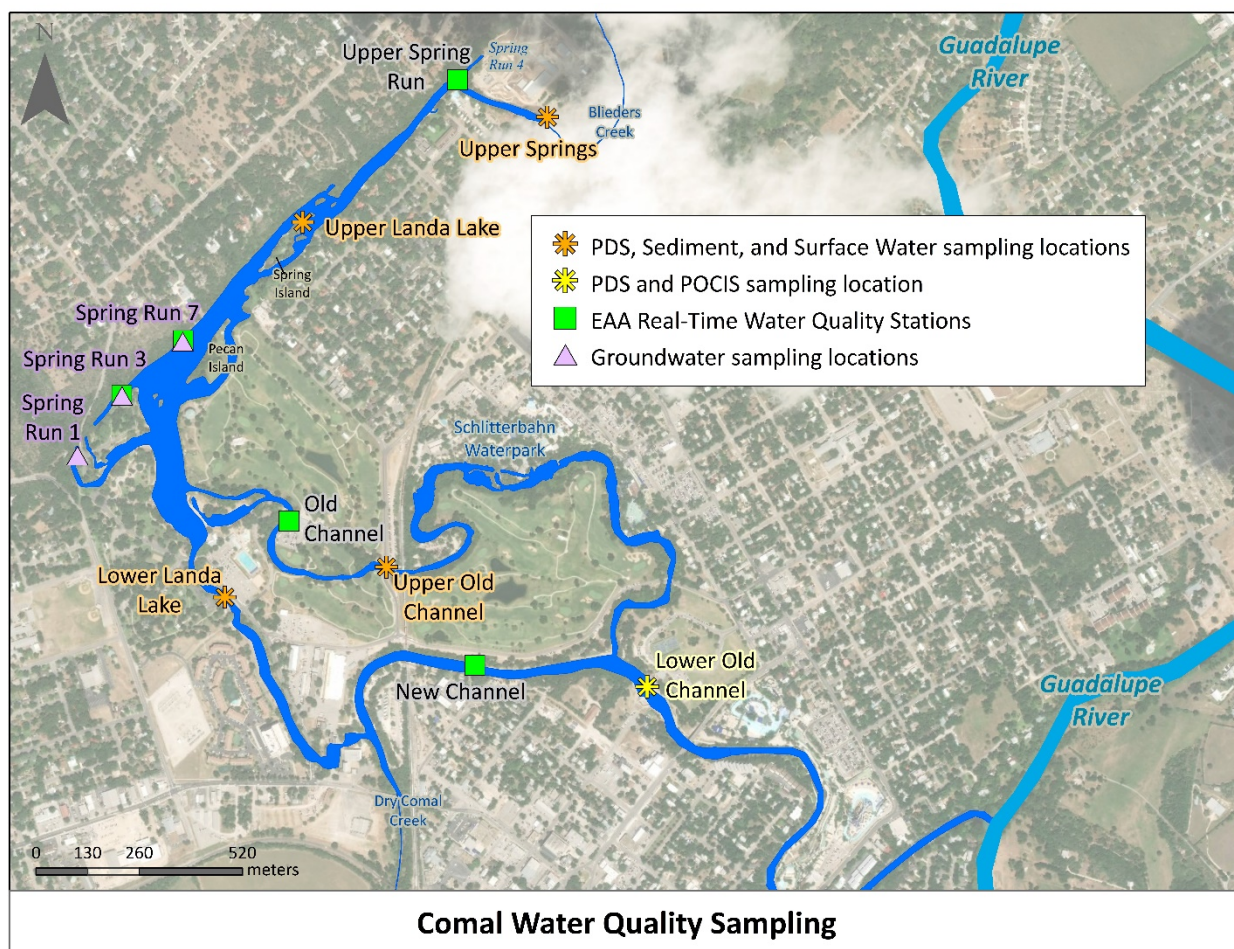 N
Upper Spring
Run
Spring
Run 4
Guadalupe
River
Blieders
Creek
Upper Springs
Upper Landa Lake
Spring
Island
PDS, Sediment, and Surface Water sampling locations
PDS and POCIS sampling location
EAA Real-Time Water Quality Stations
Groundwater sampling locations
Spring Run 7
Pecan
Island
Spring Run 3
Spring
Run 1
Schlitterbahn
Waterpark
Old
Channel
Upper Old
Channel
Lower Landa
Lake
New Channel
Lower Old
Channel
Guadalupe
River
Dry Comal
Creek
0 130 260 520
meters
Comal Water Quality Sampling